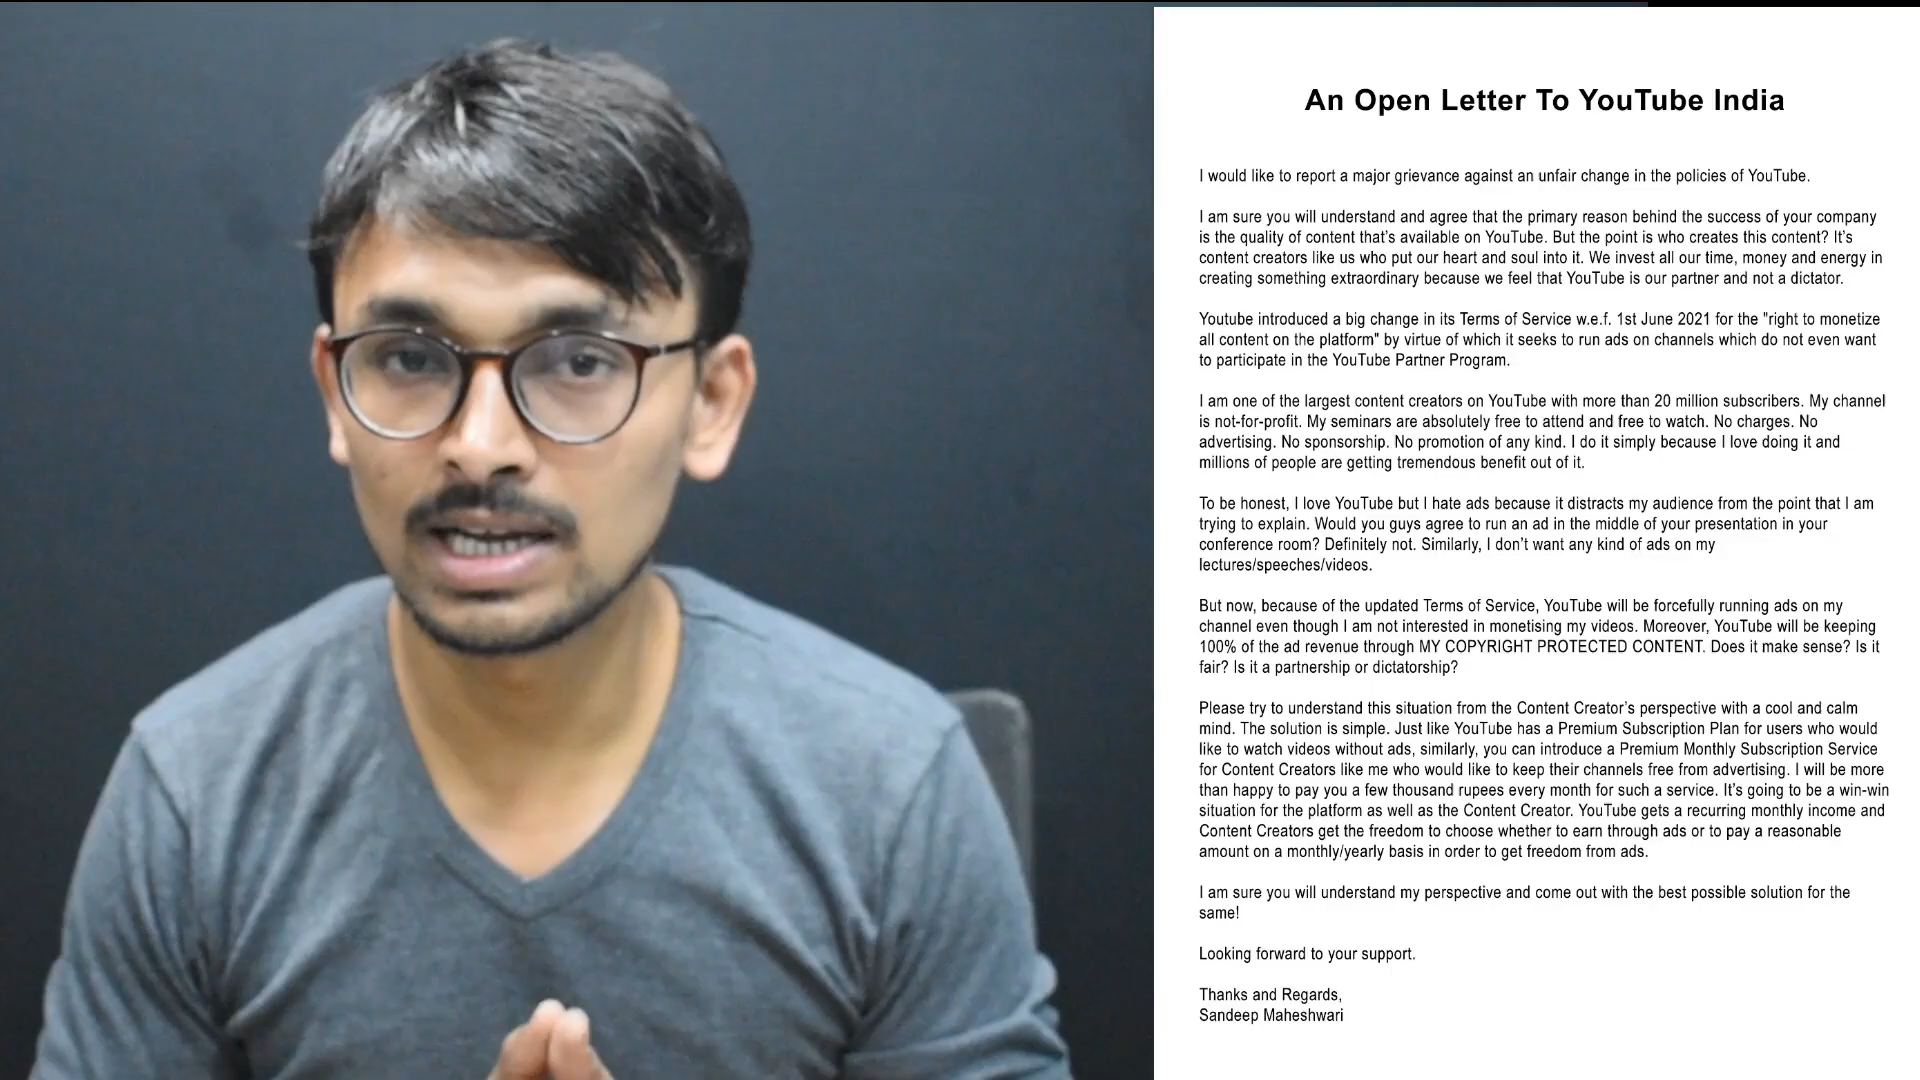 An Open Letter To YouTube India
I would like to report a major grievance against an unfair change in the policies of YouTube.
I am sure you will understand and agree that the primary reason behind the success of your company
is the quality of content that's available on YouTube. But the point is who creates this content? It's
content creators like us who put our heart and soul into it. We invest all our time, money and energy in
creating something extraordinary because we feel that YouTube is our partner and not a dictator.
Youtube introduced a big change in its Terms of Service w.e.f. 1st June 2021 for the "right to monetize
all content on the platform" by virtue of which it seeks to run ads on channels which do not even want
to participate in the YouTube Partner Program.
I am one of the largest content creators on YouTube with more than 20 million subscribers. My channel
is not-for-profit. My seminars are absolutely free to attend and free to watch. No charges. No
advertising. No sponsorship. No promotion of any kind. I do it simply because I love doing it and
millions of people are getting tremendous benefit out of it.
To be honest, I love YouTube but I hate ads because it distracts my audience from the point that I am
trying to explain. Would you guys agree to run an ad in the middle of your presentation in your
conference room? Definitely not. Similarly, I don't want any kind of ads on my
lectures/speeches/videos.
But now, because of the updated Terms of Service, YouTube will be forcefully running ads on my
channel even though I am not interested in monetising my videos. Moreover, YouTube will be keeping
100% of the ad revenue through MY COPYRIGHT PROTECTED CONTENT. Does it make sense? Is it
fair? Is it a partnership or dictatorship?
Please try to understand this situation from the Content Creator's perspective with a cool and calm
mind. The solution is simple. Just like YouTube has a Premium Subscription Plan for users who would
like to watch videos without ads, similarly, you can introduce a Premium Monthly Subscription Service
for Content Creators like me who would like to keep their channels free from advertising. I will be more
than happy to pay you a few thousand rupees every month for such a service. It's going to be a win-win
situation for the platform as well as the Content Creator. YouTube gets a recurring monthly income and
Content Creators get the freedom to choose whether to earn through ads or to pay a reasonable
amount on a monthly/yearly basis in order to get freedom from ads.
I am sure you will understand my perspective and come out with the best possible solution for the
same!
Looking forward to your support.
Thanks and Regards,
Sandeep Maheshwari